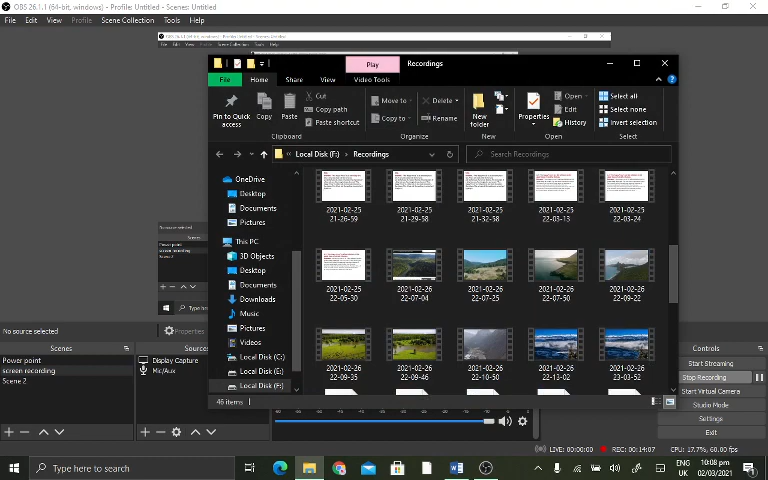 OBS 26.1.1 (64-bit, windows) - Profile: Untitled - Scenes: Untitled
File Edit View Profile Scene Collection Tools Help
Play Recordings
File Home Share View Video Tools
Pin to Quick access
Copy
Paste
Cut
Copy path
Paste shortcut
Clipboard
Move to
Copy to
Delete
Rename
Organize
New folder
New
Properties
Open
Edit
History
Open
Select all
Select none
Invert selection
Select
« Local Disk (F:) > Recordings
Search Recordings
OneDrive
Desktop
Documents
Pictures
This PC
3D Objects
Desktop
Documents
Downloads
Music
Pictures
Videos
Local Disk (C:)
Local Disk (E:)
Local Disk (F:)
2021-02-25 21-26-59
2021-02-25 21-29-58
2021-02-25 21-32-58
2021-02-25 22-03-13
2021-02-25 22-03-24
2021-02-25 22-05-30
2021-02-26 22-07-04
2021-02-26 22-07-25
2021-02-26 22-07-50
2021-02-26 22-09-22
2021-02-26 22-09-35
2021-02-26 22-09-46
2021-02-26 22-10-50
2021-02-26 22-13-02
2021-02-26 23-03-52
46 items
No source selected
Properties
Scenes
Power point
screen recording
Scene 2
Sources
Display Capture
Mic/Aux
Controls
Start Streaming
Stop Recording
Start Virtual Camera
Studio Mode
Settings
Exit
LIVE: 00:00:00 REC: 00:14:07 CPU: 17.7%, 60.00 fps
Type here to search
ENG UK
10:08 pm
02/03/2021